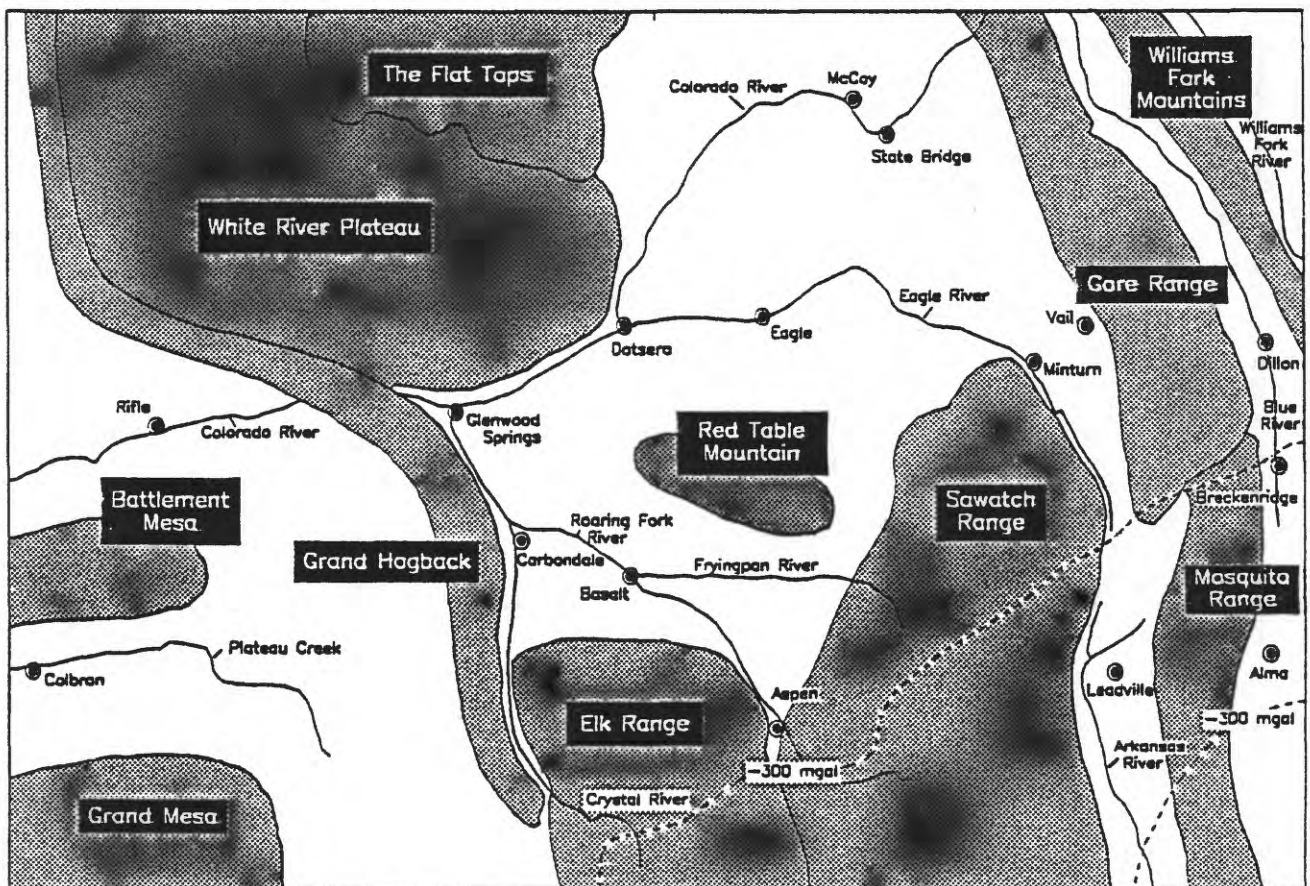 The Flat Tops
Colorado River
McCoy
State Bridge
Williams
Fork
Mountains
Williams
Fork
River
White River Plateau
Gore Range
Eagle River
Vail
Dotsero
Eagle
Minturn
Dillon
Rifle
Colorado River
Glenwood
Springs
Red Table
Mountain
Blue
River
Breckenridge
Battlement
Mesa
Sawatch
Range
Grand Hogback
Roaring Fork
River
Carbondale
Fryingpan River
Basalt
Mosquito
Range
Plateau Creek
Colbran
Aspen
Leadville
Alma
Elk Range
-300 mgal
-300 mgal
Arkansas
River
Crystal River
Grand Mesa